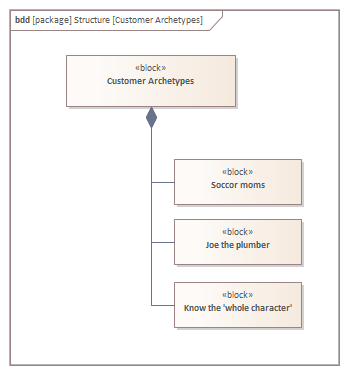 bdd [package] Structure [Customer Archetypes]
«block»
Customer Archetypes
«block»
Soccor moms
«block»
Joe the plumber
«block»
Know the 'whole character'